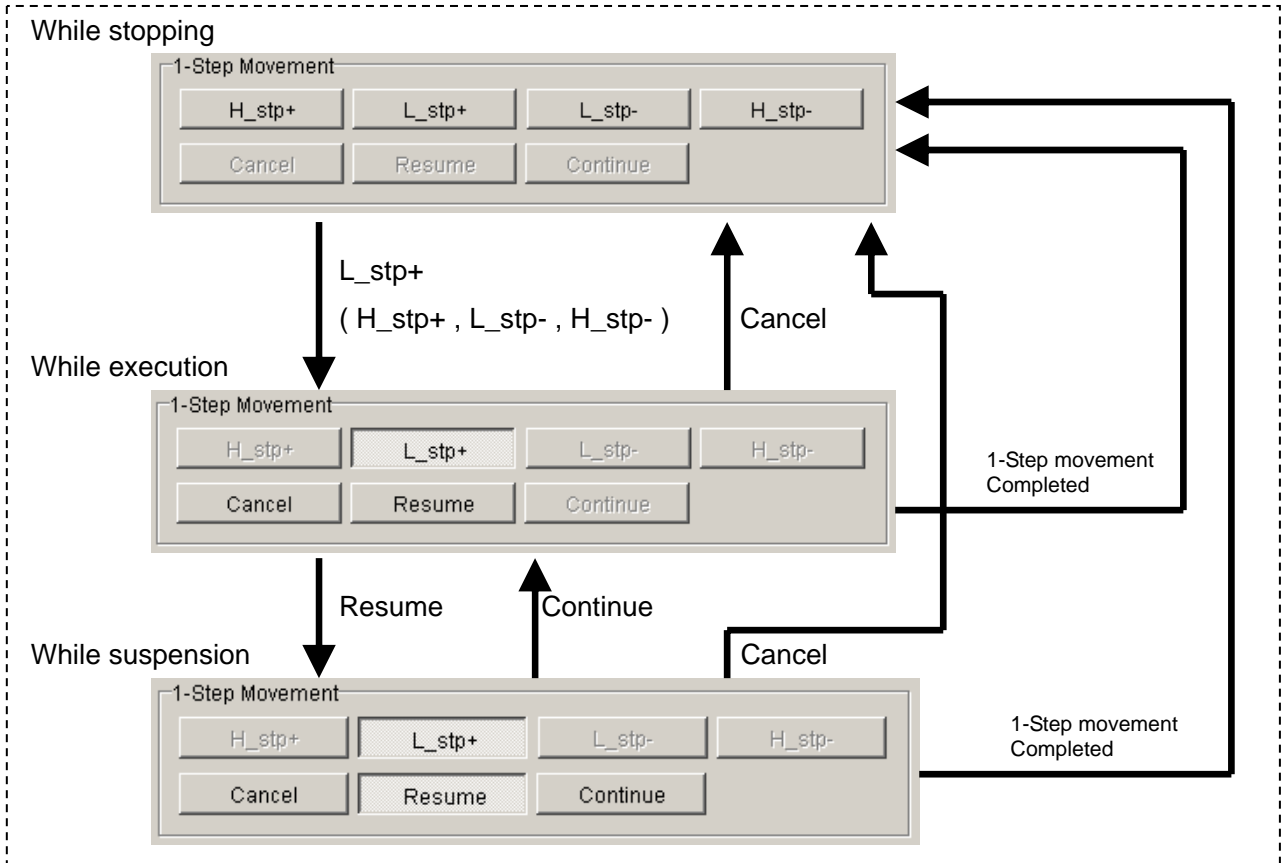 While stopping
1-Step Movement
H_stp+ L_stp+ L_stp- H_stp-
Cancel Resume Continue
L_stp+
( H_stp+ , L_stp- , H_stp- )
Cancel
While execution
1-Step Movement
H_stp+ L_stp+ L_stp- H_stp-
Cancel Resume Continue
1-Step movement
Completed
Resume
Continue
While suspension
Cancel
1-Step Movement
H_stp+ L_stp+ L_stp- H_stp-
Cancel Resume Continue
1-Step movement
Completed